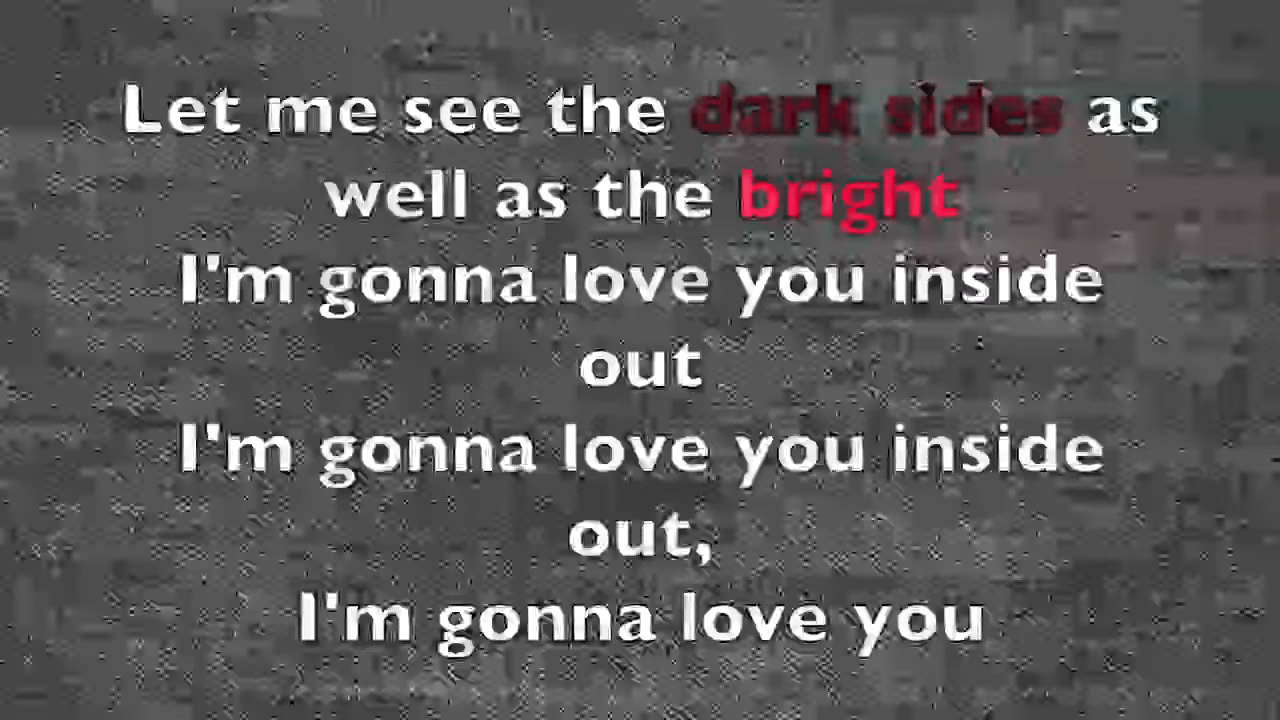 Let me see the dark sides as
well as the bright
I'm gonna love you inside
out
I'm gonna love you inside
out,
I'm gonna love you